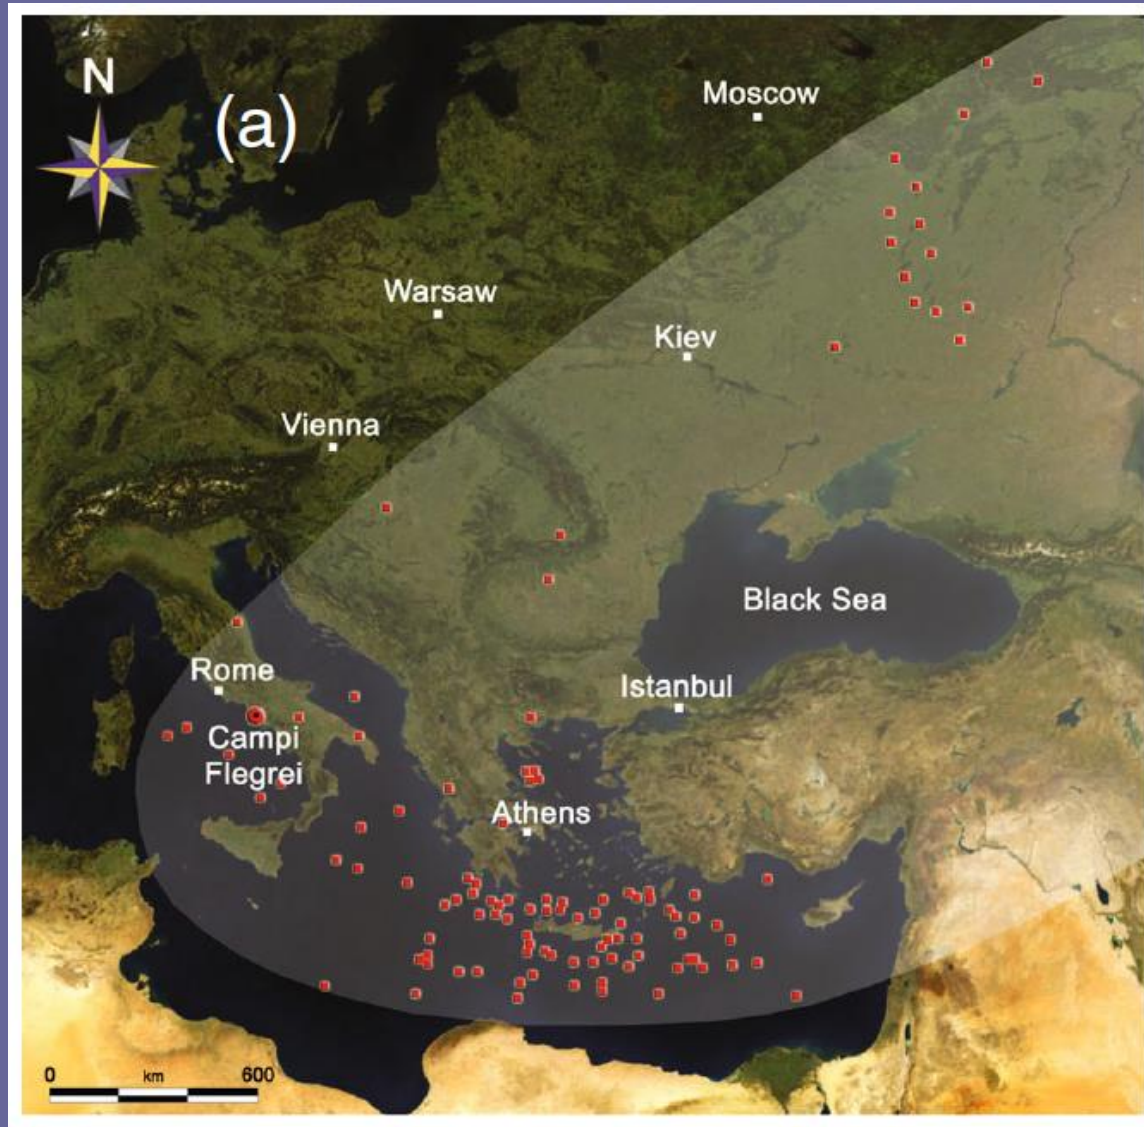 N
(a)
Moscow
Warsaw
Kiev
Vienna
Black Sea
Rome
Istanbul
Campi
Flegrei
Athens
0 km 600